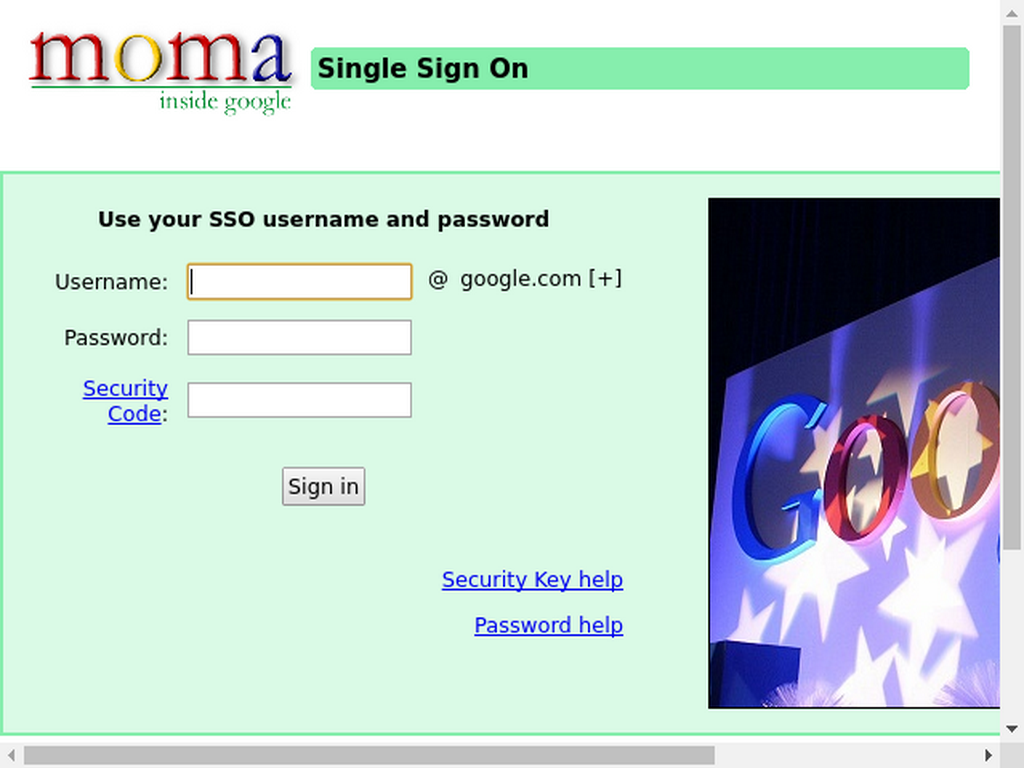 moma
inside google
Single Sign On
Use your SSO username and password
Username:
@ google.com [+]
Password:
Security
Code:
Sign in
Security Key help
Password help
Goo